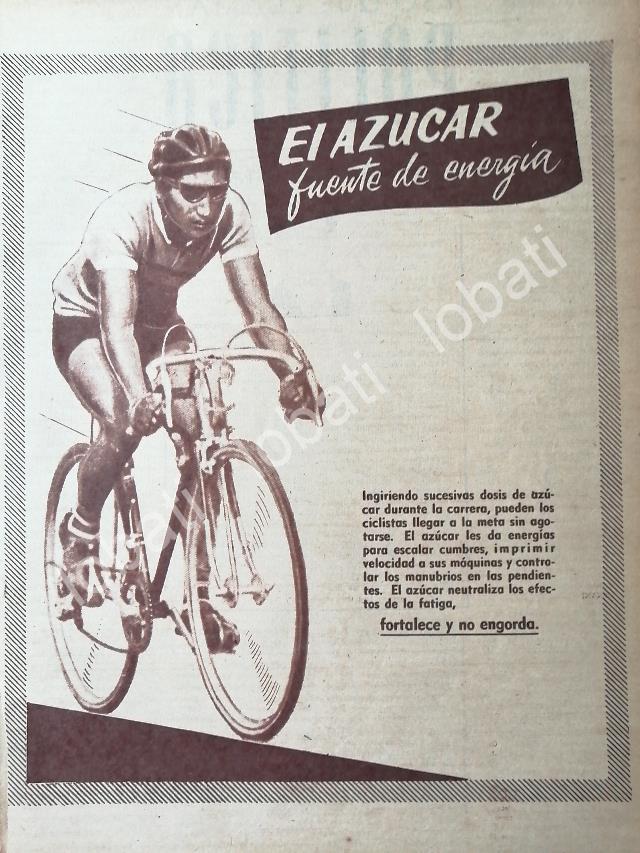 El AZUCAR
fuente de energía
lobati
lobati
Ingiriendo sucesivas dosis de azú-
car durante la carrera, pueden los
ciclistas llegar a la meta sin ago-
tarse. El azúcar les da energías
para escalar cumbres, imprimir
velocidad a sus máquinas y contro-
lar los manubrios en las pendien-
tes. El azúcar neutraliza los efec-
tos de la fatiga,
fortalece y no engorda.